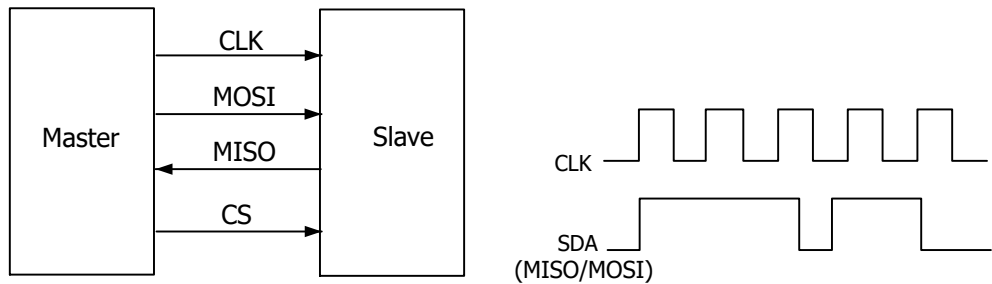 Master
CLK
MOSI
MISO
CS
Slave
CLK
SDA
(MISO/MOSI)